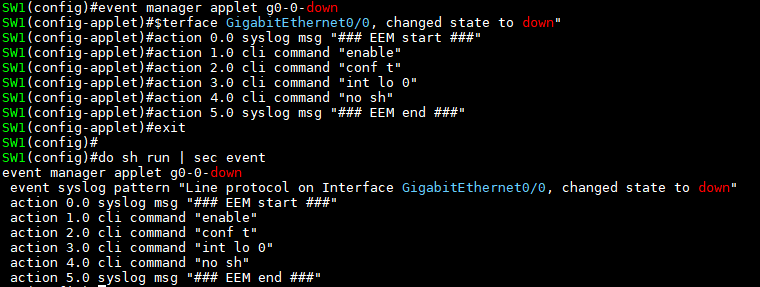 SW1(config)#event manager applet g0-0-down
SW1(config-applet)#$terface GigabitEthernet0/0, changed state to down"
SW1(config-applet)#action 0.0 syslog msg "### EEM start ###"
SW1(config-applet)#action 1.0 cli command "enable"
SW1(config-applet)#action 2.0 cli command "conf t"
SW1(config-applet)#action 3.0 cli command "int lo 0"
SW1(config-applet)#action 4.0 cli command "no sh"
SW1(config-applet)#action 5.0 syslog msg "### EEM end ###"
SW1(config-applet)#exit
SW1(config)#
SW1(config)#do sh run | sec event
event manager applet g0-0-down
 event syslog pattern "Line protocol on Interface GigabitEthernet0/0, changed state to down"
 action 0.0 syslog msg "### EEM start ###"
 action 1.0 cli command "enable"
 action 2.0 cli command "conf t"
 action 3.0 cli command "int lo 0"
 action 4.0 cli command "no sh"
 action 5.0 syslog msg "### EEM end ###"